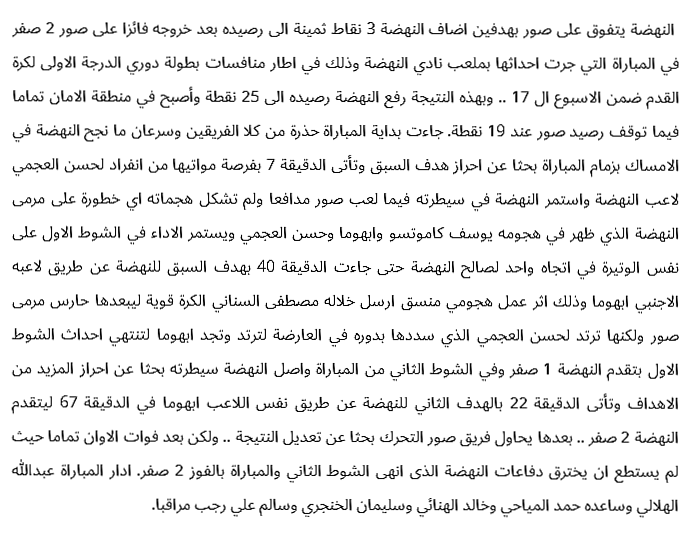 النهضة يتفوق على صور بهدفين اضاف النهضة 3 نقاط ثمينة الى رصيده بعد خروجه فائزا على صور 2 صفر
في المباراة التي جرت احداثها بملعب نادي النهضة وذلك في اطار منافسات بطولة دوري الدرجة الاولى لكرة
القدم ضمن الاسبوع ال 17 .. وبهذه النتيجة رفع النهضة رصيده الى 25 نقطة وأصبح في منطقة الامان تماما
فيما توقف رصيد صور عند 19 نقطة. جاءت بداية المباراة حذرة من كلا الفريقين وسرعان ما نجح النهضة في
الامساك بزمام المباراة بحثا عن احراز هدف السبق وتأتى الدقيقة 7 بفرصة مواتيها من انفراد لحسن العجمي
لاعب النهضة واستمر النهضة في سيطرته فيما لعب صور مدافعا ولم تشكل هجماته اي خطورة على مرمى
النهضة الذي ظهر في هجومه يوسف كاموتسو وابهوما وحسن العجمي ويستمر الاداء في الشوط الاول على
نفس الوتيرة في اتجاه واحد لصالح النهضة حتى جاءت الدقيقة 40 بهدف السبق للنهضة عن طريق لاعبه
الاجنبي ابهوما وذلك اثر عمل هجومي منسق ارسل خلاله مصطفى السناني الكرة قوية ليبعدها حارس مرمى
صور ولكنها ترتد لحسن العجمي الذي سددها بدوره في العارضة لترتد وتجد ابهوما لتنتهي احداث الشوط
الاول بتقدم النهضة 1 صفر وفي الشوط الثاني من المباراة واصل النهضة سيطرته بحثا عن احراز المزيد من
الاهداف وتأتى الدقيقة 22 بالهدف الثاني للنهضة عن طريق نفس اللاعب ابهوما في الدقيقة 67 ليتقدم
النهضة 2 صفر .. بعدها يحاول فريق صور التحرك بحثا عن تعديل النتيجة .. ولكن بعد فوات الاوان تماما حيث
لم يستطع ان يخترق دفاعات النهضة الذى انهى الشوط الثاني والمباراة بالفوز 2 صفر. ادار المباراة عبدالله
الهلالي وساعده حمد المياحي وخالد الهنائي وسليمان الخنجري وسالم علي رجب مراقبا.